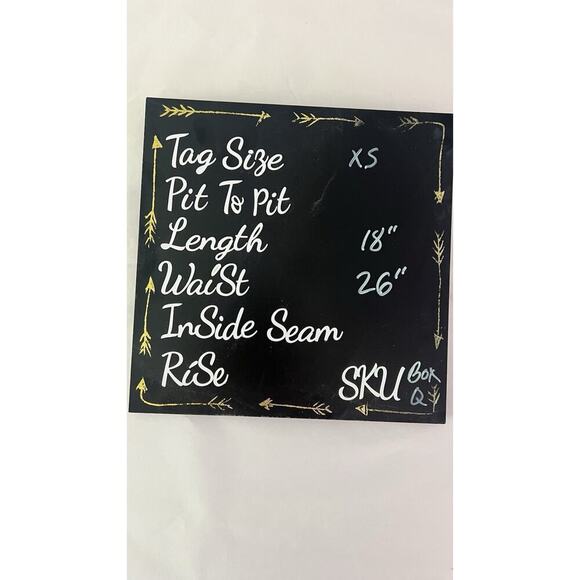 Tag Size XS
Pit To Pit
Length 18"
WaiSt 26"
InSide Seam
RiSe
SKU Box
Q